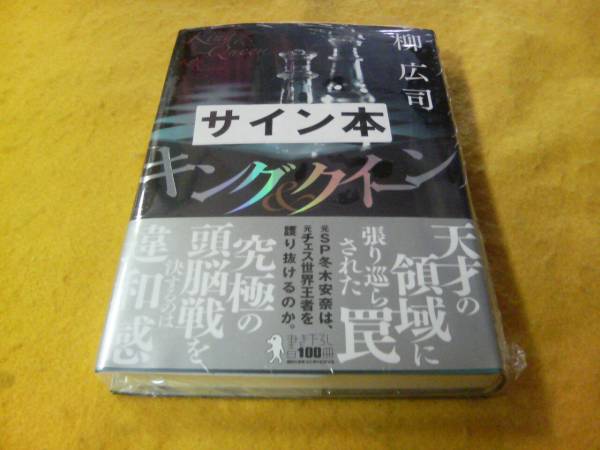 King
&
Queen
柳広司
サイン本
キング&クイーン
天才の
領域に
張り巡ら
された
罠
元SP冬木安奈は、
元チェス世界王者を
護り抜けるのか。
究極の
頭脳戦を
決するのは
違和感
書き下ろし
100冊